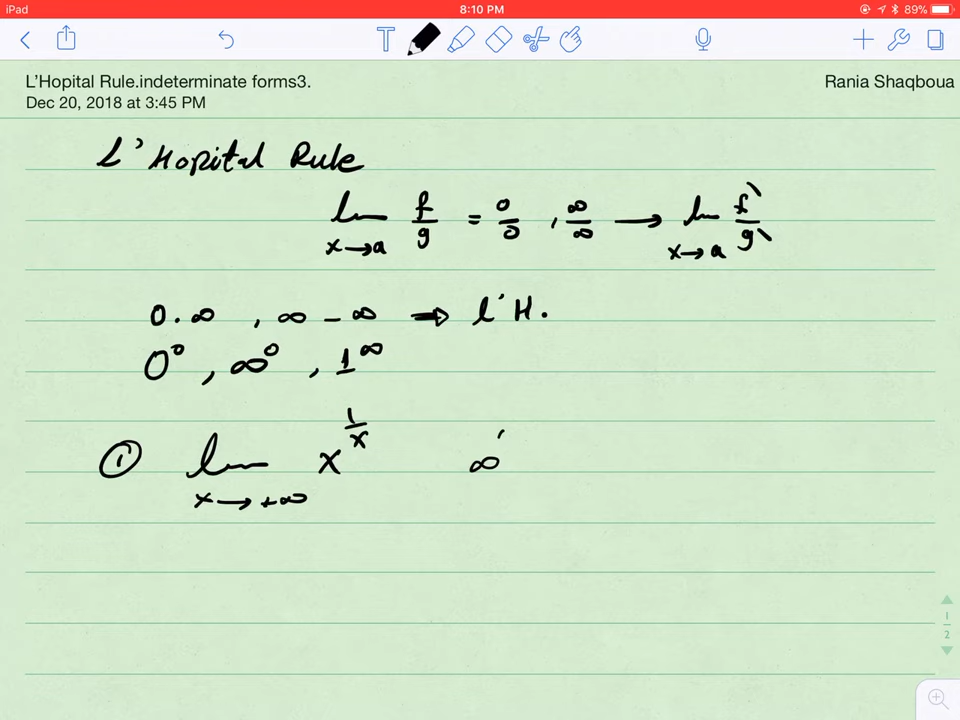 iPad 8:10 PM 89%
T
L'Hopital Rule.indeterminate forms3. Rania Shaqboua
Dec 20, 2018 at 3:45 PM
L'Hopital Rule
lim x→a f/g = 0/0 , ∞/∞ → lim x→a f`/g`
0.∞ , ∞ - ∞ ⇒ l'H.
0⁰ , ∞⁰ , 1^∞
① lim x→+∞ x^(1/x) ∞'
1
2